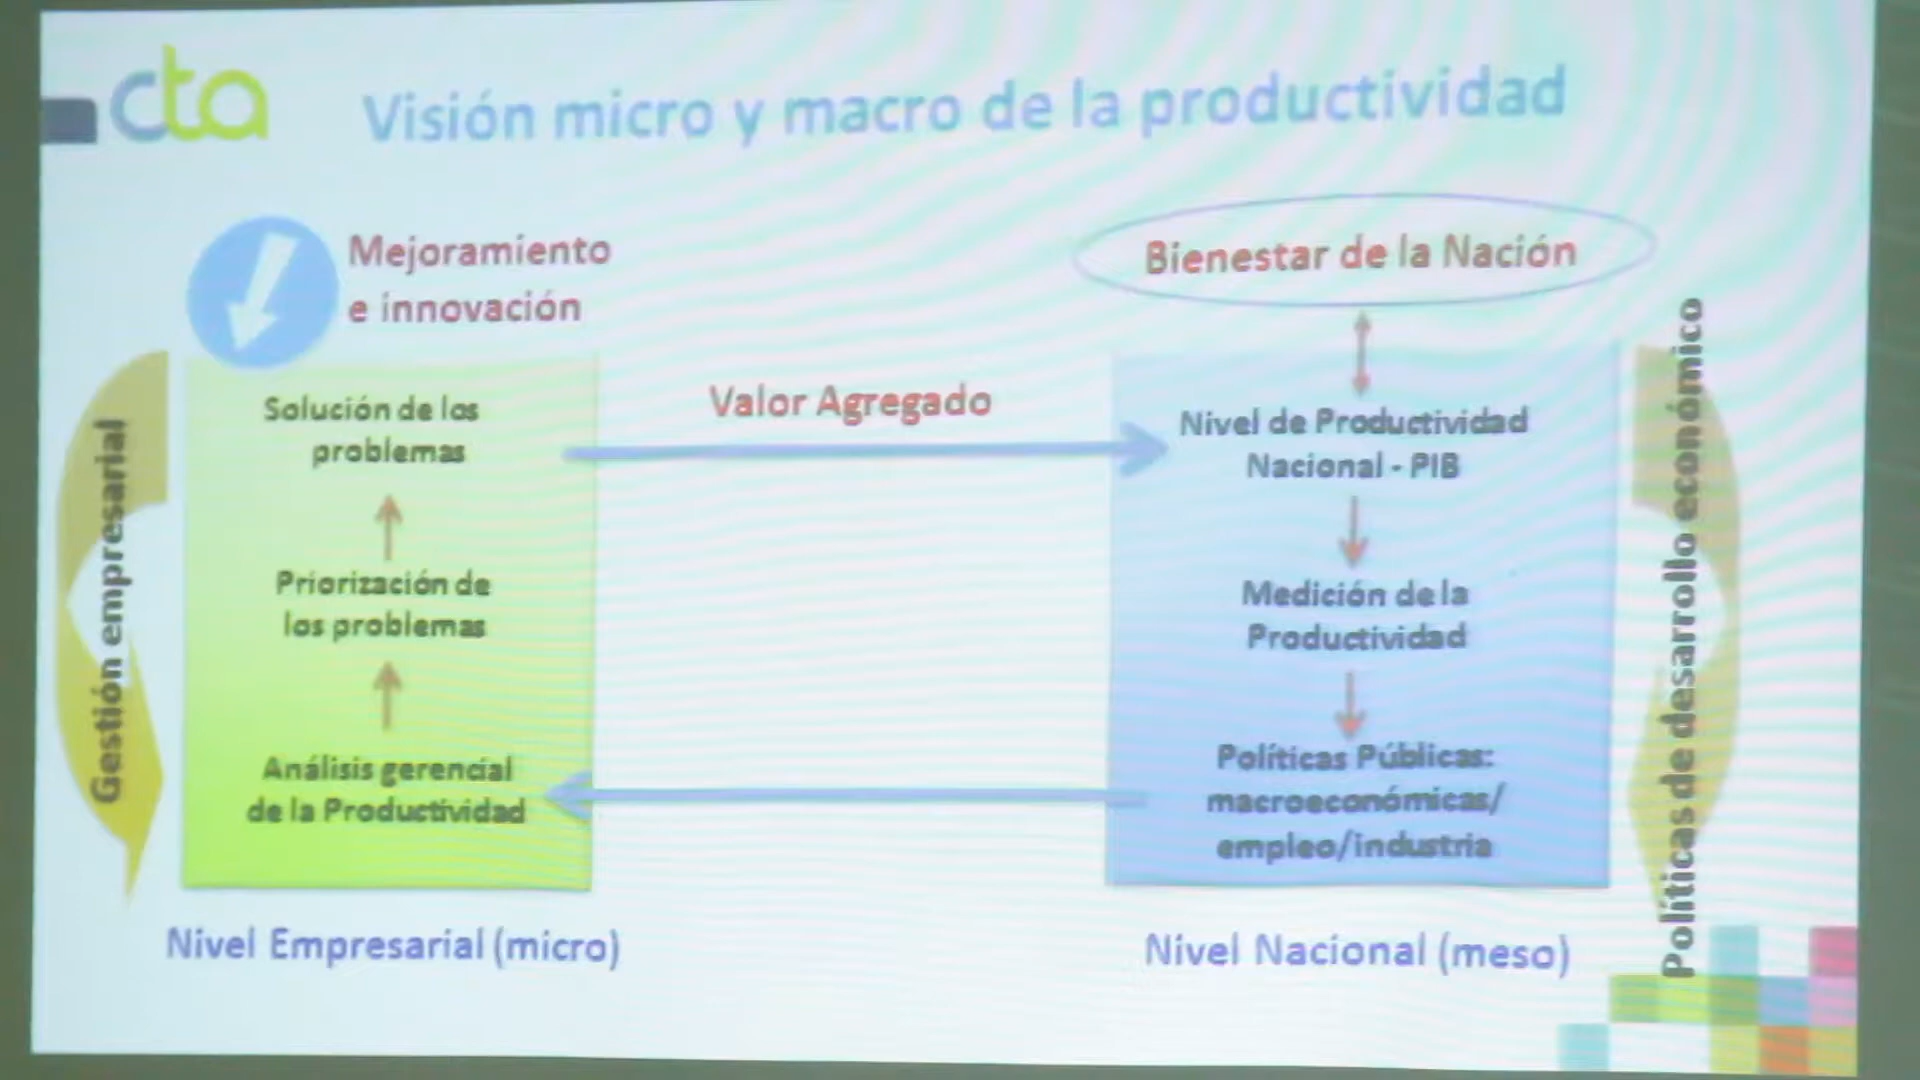 cta
Visión micro y macro de la productividad
Mejoramiento
e innovación
Bienestar de la Nación
Gestión empresarial
Solución de los
problemas
Priorización de
los problemas
Análisis gerencial
de la Productividad
Valor Agregado
Nivel de Productividad
Nacional - PIB
Medición de la
Productividad
Políticas Públicas:
macroeconómicas/
empleo/industria
Políticas de desarrollo económico
Nivel Empresarial (micro)
Nivel Nacional (meso)